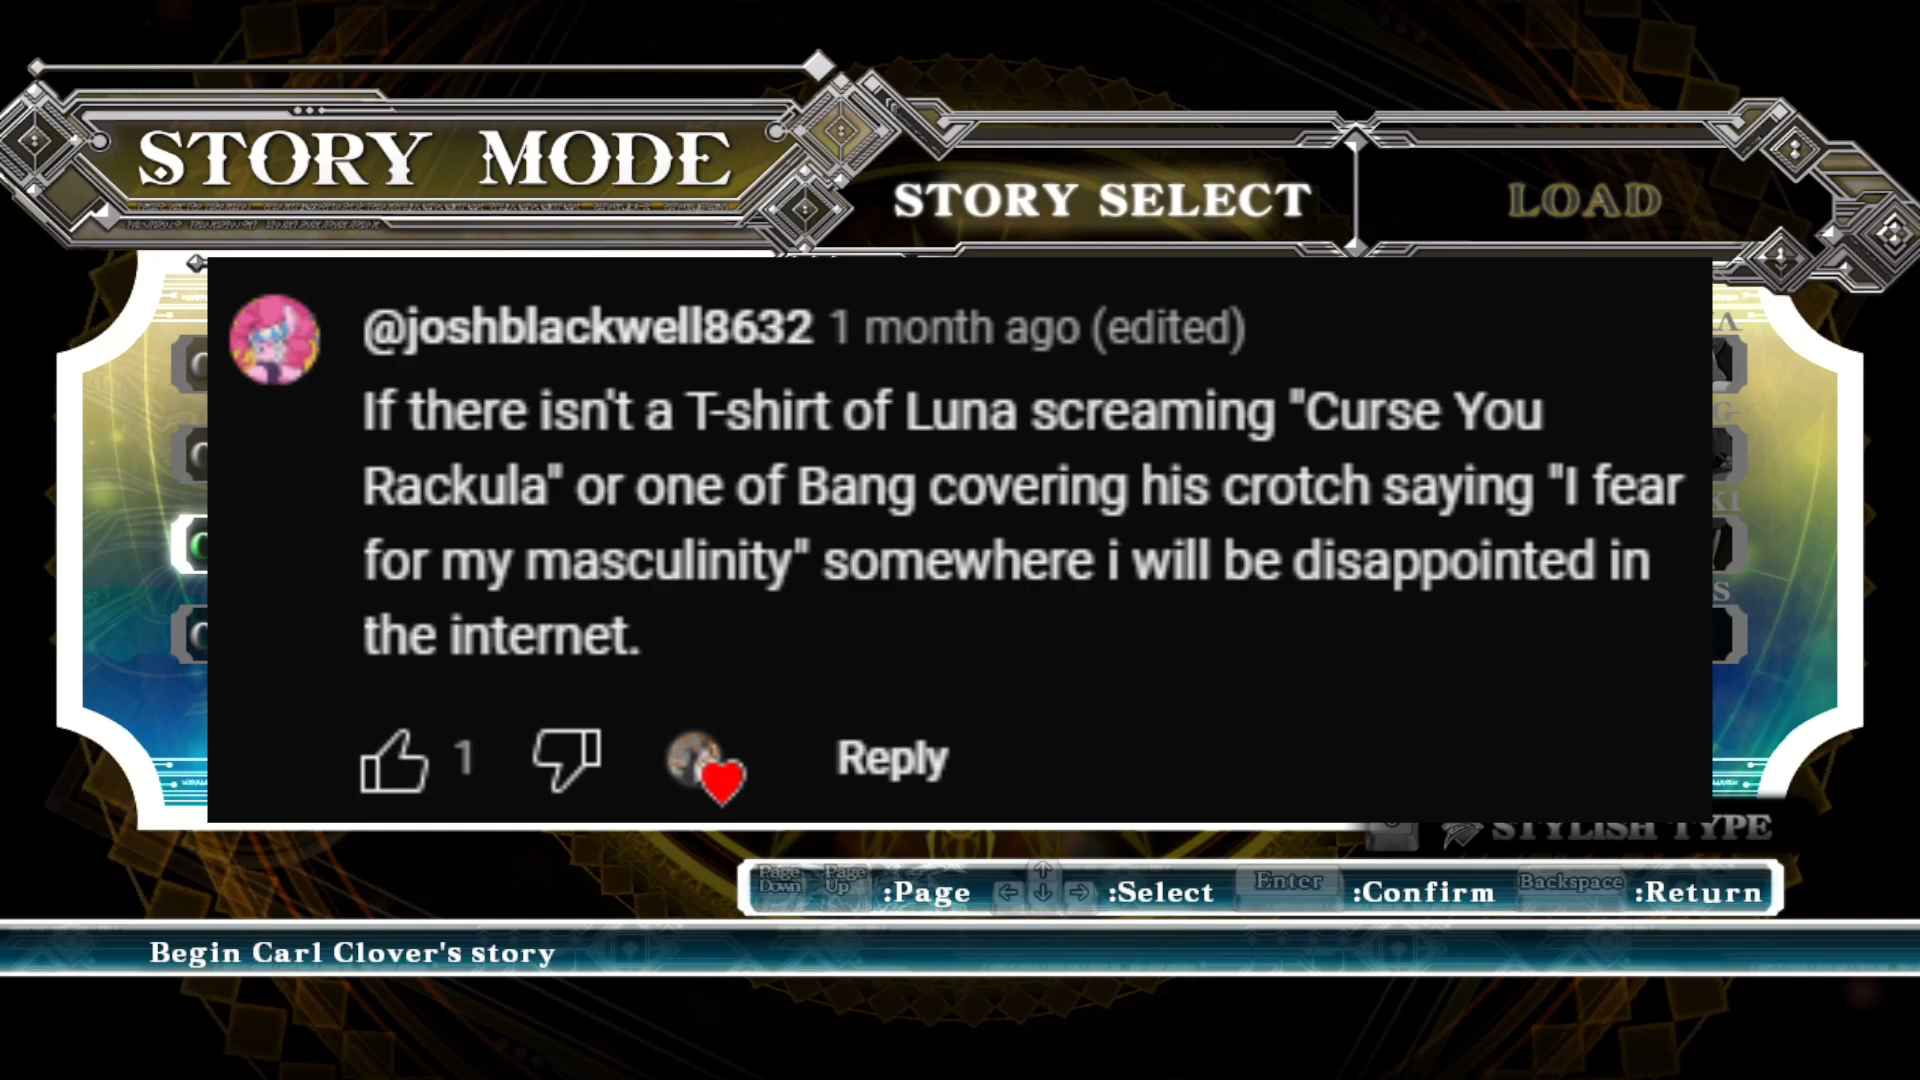 STORY MODE
STORY SELECT
LOAD
@joshblackwell8632 1 month ago (edited)
If there isn't a T-shirt of Luna screaming "Curse You
Rackula" or one of Bang covering his crotch saying "I fear
for my masculinity" somewhere i will be disappointed in
the internet.
1
Reply
STYLISH TYPE
Page Down Page Up :Page :Select Enter :Confirm Backspace :Return
Begin Carl Clover's story